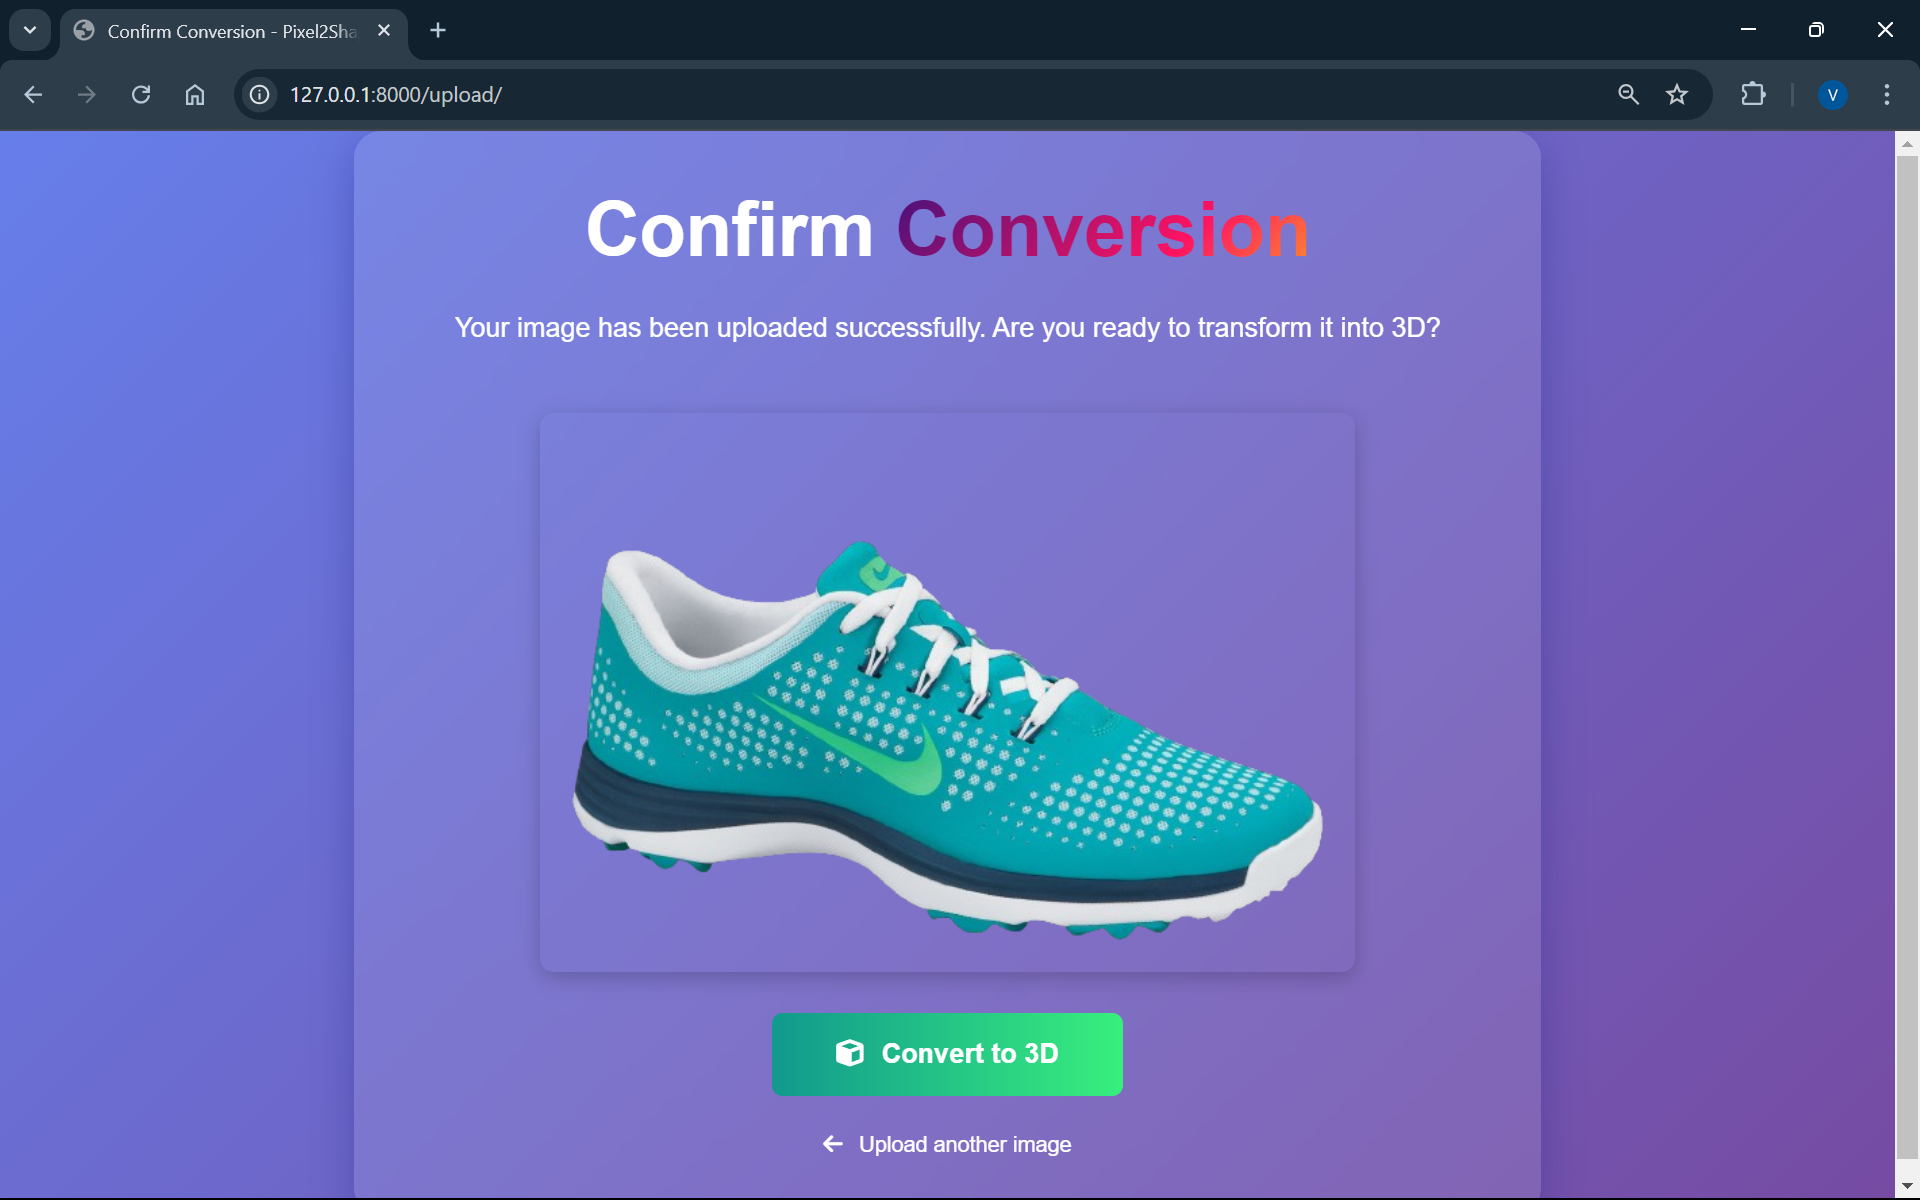 Confirm Conversion - Pixel2Sha
127.0.0.1:8000/upload/
V
Confirm Conversion
Your image has been uploaded successfully. Are you ready to transform it into 3D?
Convert to 3D
Upload another image